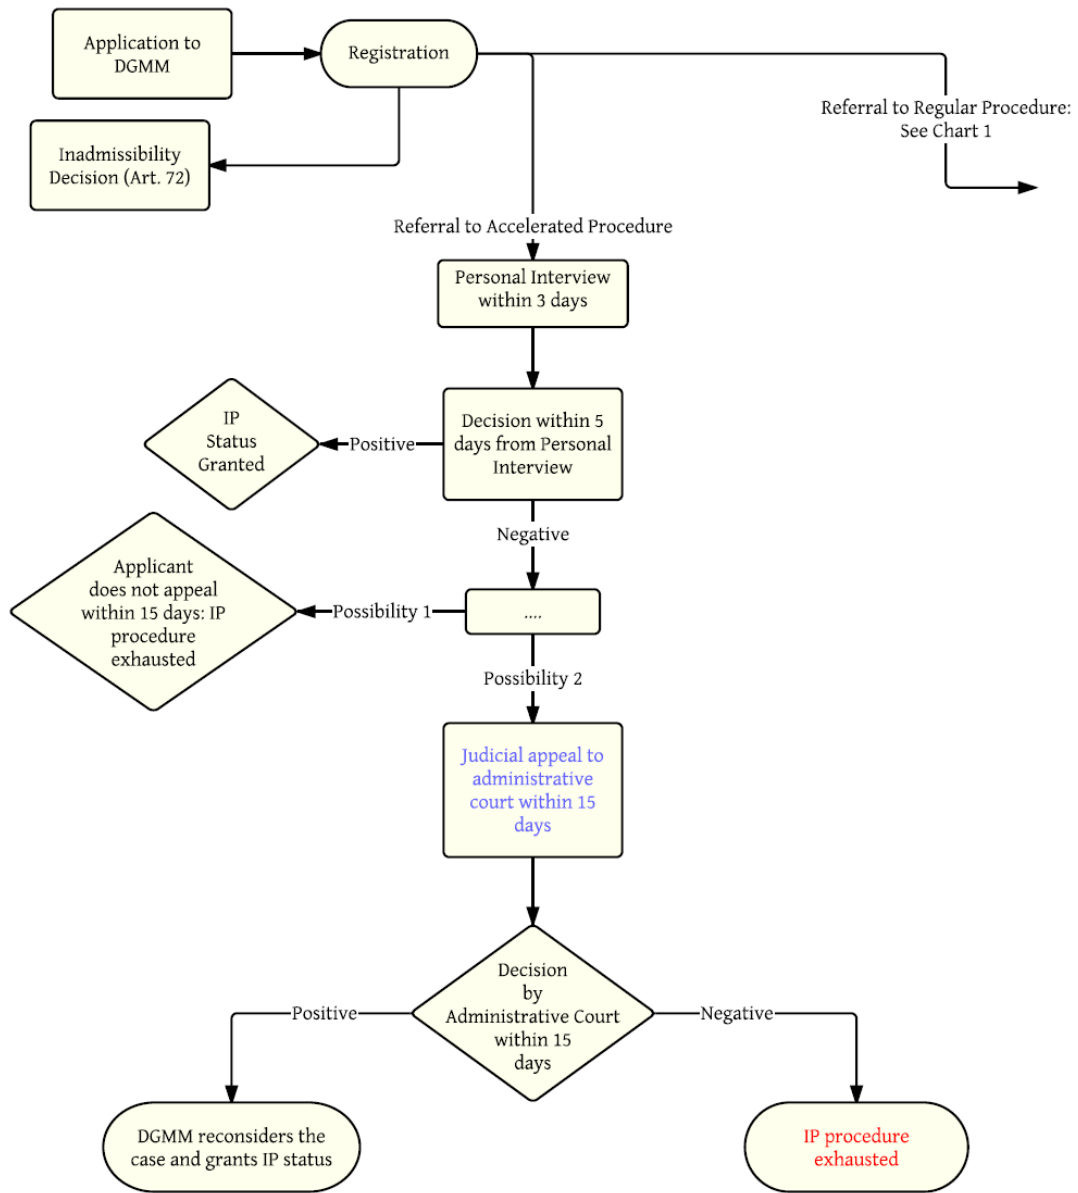 Application to
DGMM
Registration
Referral to Regular Procedure:
See Chart 1
Inadmissibility
Decision (Art. 72)
Referral to Accelerated Procedure
Personal Interview
within 3 days
IP
Status
Granted
Positive
Decision within 5
days from Personal
Interview
Negative
Applicant
does not appeal
within 15 days: IP
procedure
exhausted
Possibility 1
....
Possibility 2
Judicial appeal to
administrative
court within 15
days
Decision
by
Administrative Court
within 15
days
Positive
Negative
DGMM reconsiders the
case and grants IP status
IP procedure
exhausted